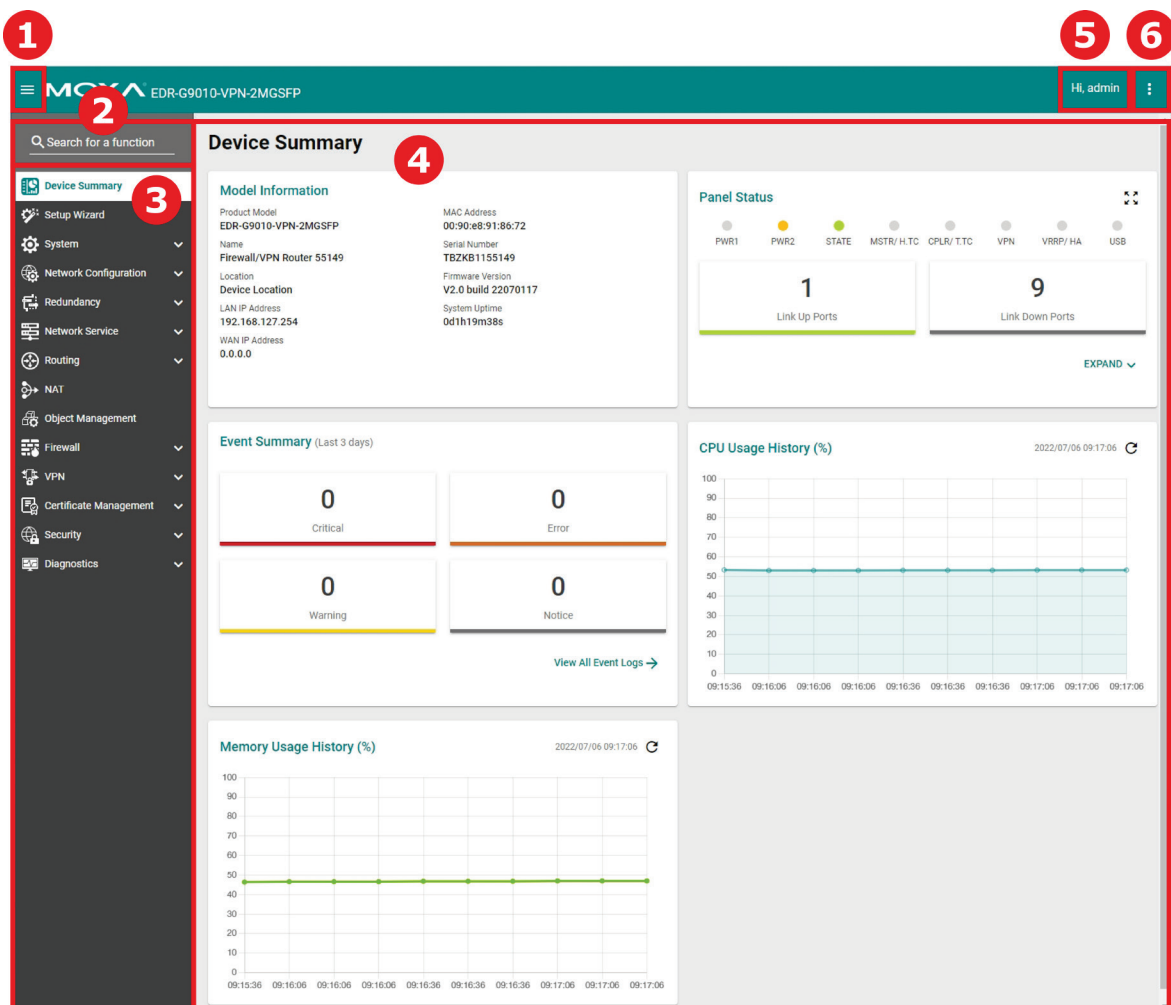 1
5
6
MOXA EDR-G9010-VPN-2MGSFP
Hi, admin
2
Search for a function
3
Device Summary
Setup Wizard
System
Network Configuration
Redundancy
Network Service
Routing
NAT
Object Management
Firewall
VPN
Certificate Management
Security
Diagnostics
Device Summary
4
Model Information
Product Model
EDR-G9010-VPN-2MGSFP
Name
Firewall/VPN Router 55149
Location
Device Location
LAN IP Address
192.168.127.254
WAN IP Address
0.0.0.0
MAC Address
00:90:e8:91:86:72
Serial Number
TBZKB1155149
Firmware Version
V2.0 build 22070117
System Uptime
0d1h19m38s
Panel Status
PWR1 PWR2 STATE MSTR/ H.TC CPLR/ T.TC VPN VRRP/ HA USB
1
Link Up Ports
9
Link Down Ports
EXPAND
Event Summary (Last 3 days)
0
Critical
0
Error
0
Warning
0
Notice
View All Event Logs
CPU Usage History (%)
2022/07/06 09:17:06
100
90
80
70
60
50
40
30
20
10
0
09:15:36 09:16:06 09:16:06 09:16:06 09:16:36 09:16:36 09:16:36 09:17:06 09:17:06 09:17:06
Memory Usage History (%)
2022/07/06 09:17:06
100
90
80
70
60
50
40
30
20
10
0
09:15:36 09:16:06 09:16:06 09:16:06 09:16:36 09:16:36 09:16:36 09:17:06 09:17:06 09:17:06